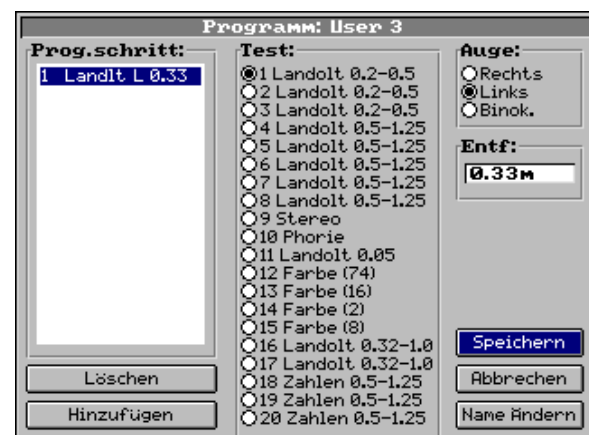 Programm: User 3
Prog.schritt:
1 Landlt L 0.33
Löschen
Hinzufügen
Test:
1 Landolt 0.2-0.5
2 Landolt 0.2-0.5
3 Landolt 0.2-0.5
4 Landolt 0.5-1.25
5 Landolt 0.5-1.25
6 Landolt 0.5-1.25
7 Landolt 0.5-1.25
8 Landolt 0.5-1.25
9 Stereo
10 Phorie
11 Landolt 0.05
12 Farbe (74)
13 Farbe (16)
14 Farbe (2)
15 Farbe (8)
16 Landolt 0.32-1.0
17 Landolt 0.32-1.0
18 Zahlen 0.5-1.25
19 Zahlen 0.5-1.25
20 Zahlen 0.5-1.25
Auge:
Rechts
Links
Binok.
Entf:
0.33m
Speichern
Abbrechen
Name Ändern